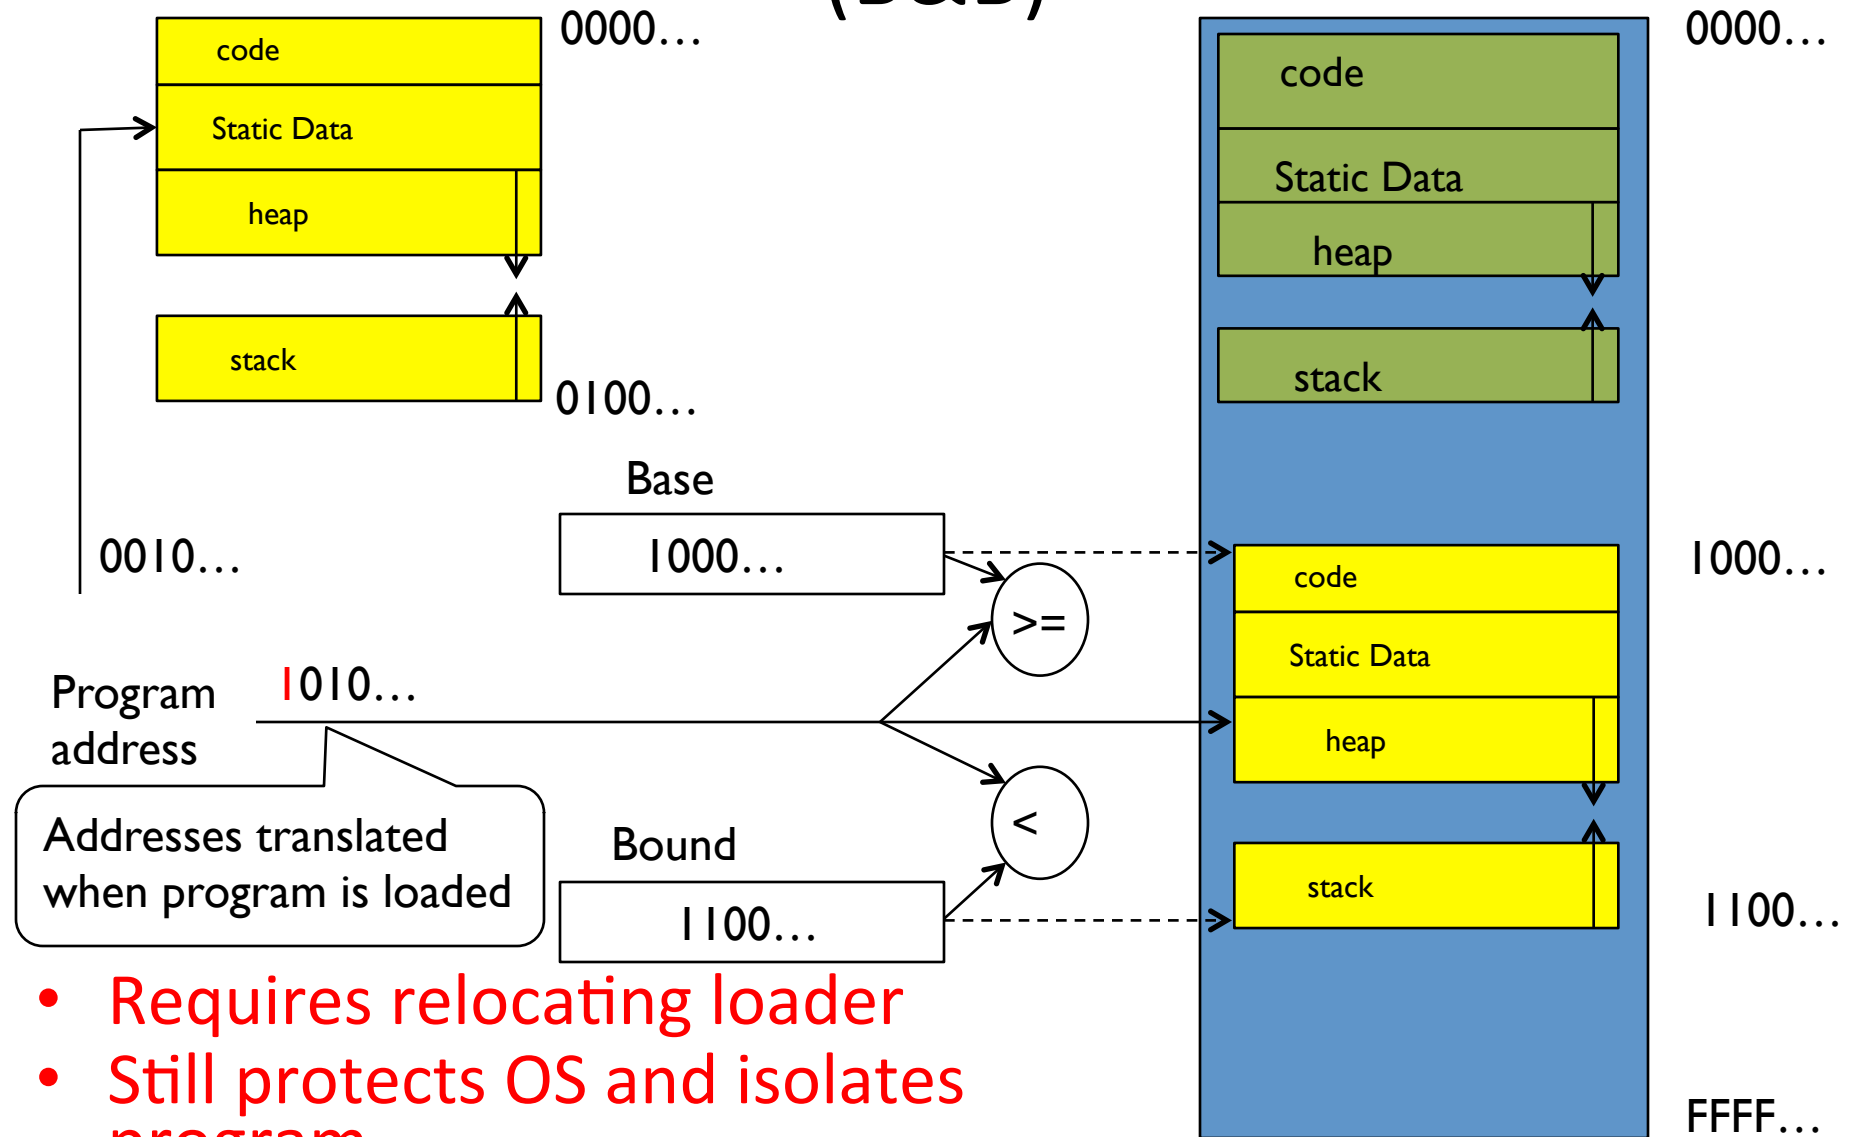 (B&B)
code
Static Data
heap
stack
0000…
0100…
0010…
Base
1000…
>=
Program
address
1010…
Addresses translated
when program is loaded
<
Bound
1100…
code
Static Data
heap
stack
code
Static Data
heap
stack
0000…
1000…
1100…
FFFF…
• Requires relocating loader
• Still protects OS and isolates
program